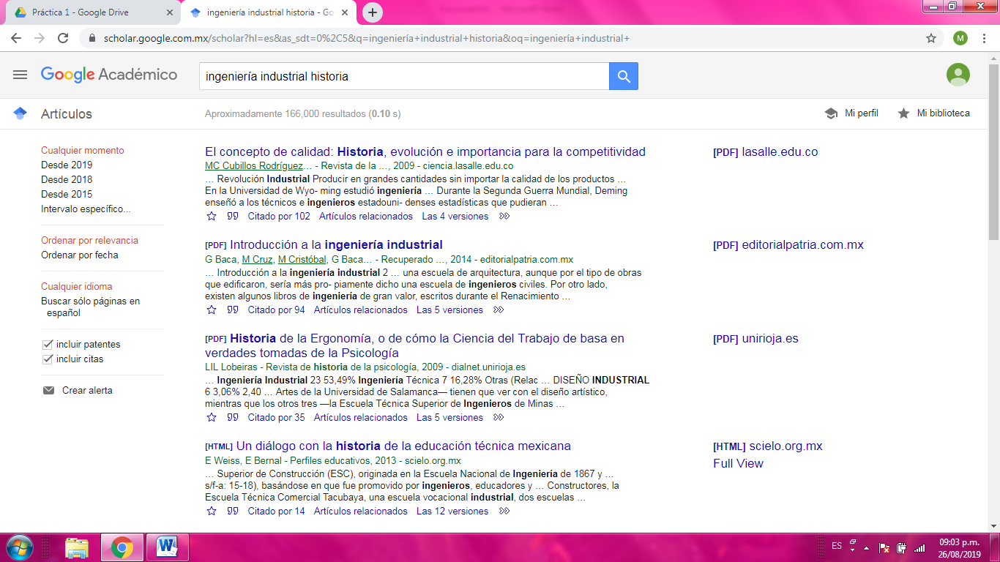 Práctica 1 - Google Drive
ingeniería industrial historia - Go
scholar.google.com.mx/scholar?hl=es&as_sdt=0%2C5&q=ingeniería+industrial+historia&oq=ingeniería+industrial+
M
Google Académico
ingeniería industrial historia
Artículos
Aproximadamente 166,000 resultados (0.10 s)
Mi perfil
Mi biblioteca
Cualquier momento
Desde 2019
Desde 2018
Desde 2015
Intervalo específico...
Ordenar por relevancia
Ordenar por fecha
Cualquier idioma
Buscar sólo páginas en
español
incluir patentes
incluir citas
Crear alerta
El concepto de calidad: Historia, evolución e importancia para la competitividad
MC Cubillos Rodríguez… - Revista de la …, 2009 - ciencia.lasalle.edu.co
… Revolución Industrial Producir en grandes cantidades sin importar la calidad de los productos …
En la Universidad de Wyo- ming estudió ingeniería … Durante la Segunda Guerra Mundial, Deming
enseñó a los técnicos e ingenieros estadouni- denses estadísticas que pudieran …
Citado por 102 Artículos relacionados Las 4 versiones
[PDF] lasalle.edu.co
[PDF] Introducción a la ingeniería industrial
G Baca, M Cruz, M Cristóbal, G Baca… - Recuperado …, 2014 - editorialpatria.com.mx
… Introducción a la ingeniería industrial 2 … una escuela de arquitectura, aunque por el tipo de obras
que edificaron, sería más pro- piamente dicho una escuela de ingenieros civiles. Por otro lado,
existen algunos libros de ingeniería de gran valor, escritos durante el Renacimiento …
Citado por 94 Artículos relacionados Las 5 versiones
[PDF] editorialpatria.com.mx
[PDF] Historia de la Ergonomía, o de cómo la Ciencia del Trabajo de basa en
verdades tomadas de la Psicología
LIL Lobeiras - Revista de historia de la psicología, 2009 - dialnet.unirioja.es
… Ingeniería Industrial 23 53,49% Ingeniería Técnica 7 16,28% Otras (Relac … DISEÑO INDUSTRIAL
6 3,06% 2,40 … Artes de la Universidad de Salamanca— tienen que ver con el diseño artístico,
mientras que los otros tres —la Escuela Técnica Superior de Ingenieros de Minas …
Citado por 35 Artículos relacionados Las 5 versiones
[PDF] unirioja.es
[HTML] Un diálogo con la historia de la educación técnica mexicana
E Weiss, E Bernal - Perfiles educativos, 2013 - scielo.org.mx
… Superior de Construcción (ESC), originada en la Escuela Nacional de Ingeniería de 1867 y …
s/f-a: 15-18), basándose en que fue promovido por ingenieros, educadores y … Constructores, la
Escuela Técnica Comercial Tacubaya, una escuela vocacional industrial, dos escuelas …
Citado por 14 Artículos relacionados Las 12 versiones
[HTML] scielo.org.mx
Full View
ES
09:03 p.m.
26/08/2019